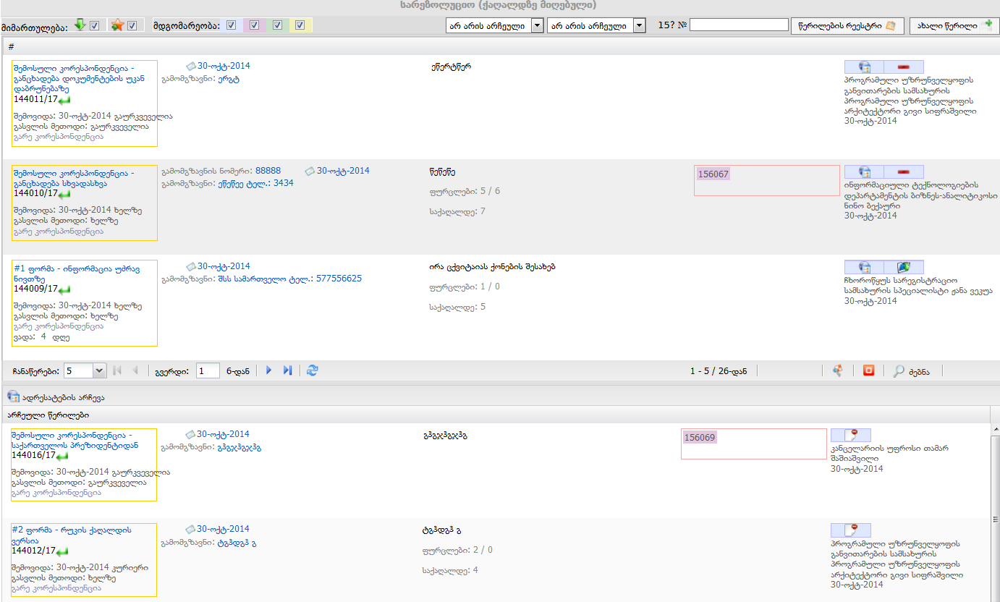 სარეზოლუციო (ქაღალდზე მიღებული)
მიმართულება: მდგომარეობა: არ არის არჩეული არ არის არჩეული 15? № წერილების რეესტრი ახალი წერილი
#
შემოსული კორესპონდენცია -
განცხადება დოკუმენტების უკან
დაბრუნებაზე
144011/17
შემოვიდა: 30-ოქტ-2014 გაურკვეველია
გასვლის მეთოდი: გაურკვეველია
გარე კორესპონდენცია
30-ოქტ-2014
გამომგზავნი: ერგტ
ეწერტწერ
პროგრამული უზრუნველყოფის
განვითარების სამსახურის
პროგრამული უზრუნველყოფის
არქიტექტორი გივი სიფრაშვილი
30-ოქტ-2014
შემოსული კორესპონდენცია -
განცხადება სხვადასხვა
144010/17
შემოვიდა: 30-ოქტ-2014 ხელზე
გასვლის მეთოდი: ხელზე
გარე კორესპონდენცია
გამომგზავნის ნომერი: 88888 30-ოქტ-2014
გამომგზავნი: ეწეწეე ტელ.: 3434
წეწეწე
ფურცლები: 5 / 6
საქაღალდე: 7
156067
ინფორმაციული ტექნოლოგიების
დეპარტამენტის ბიზნეს-ანალიტიკოსი
ნინო ბექაური
30-ოქტ-2014
#1 ფორმა - ინფორმაცია უძრავ
ნივთზე
144009/17
შემოვიდა: 30-ოქტ-2014 ხელზე
გასვლის მეთოდი: ხელზე
გარე კორესპონდენცია
ვადა: 4 დღე
30-ოქტ-2014
გამომგზავნი: შსს სამართველო ტელ.: 577556625
ირა ცქვიტაიას ქონების შესახებ
ფურცლები: 1 / 0
საქაღალდე: 5
ჩხოროწყუს სარეგისტრაციო
სამსახურის სპეციალისტი ჟანა ვეკუა
30-ოქტ-2014
ჩანაწერები: 5 გვერდი: 1 6-დან 1 - 5 / 26-დან ძებნა
ადრესატების არჩევა
არჩეული წერილები
შემოსული კორესპონდენცია -
საქართველოს პრეზიდენტიდან
144016/17
შემოვიდა: 30-ოქტ-2014 გაურკვეველია
გასვლის მეთოდი: გაურკვეველია
გარე კორესპონდენცია
30-ოქტ-2014
გამომგზავნი: გჰგჯჰგჯჰგ
გჰგჯჰგჯჰგ
156069
კანცელარიის უფროსი თამარ
შაშიაშვილი
30-ოქტ-2014
#2 ფორმა - რუკის ქაღალდის
ვერსია
144012/17
შემოვიდა: 30-ოქტ-2014 კურიერი
გასვლის მეთოდი: ხელზე
გარე კორესპონდენცია
30-ოქტ-2014
გამომგზავნი: ტგჰდგჰ გ
ტგჰდგჰ გ
ფურცლები: 2 / 0
საქაღალდე: 4
პროგრამული უზრუნველყოფის
განვითარების სამსახურის
პროგრამული უზრუნველყოფის
არქიტექტორი გივი სიფრაშვილი
30-ოქტ-2014